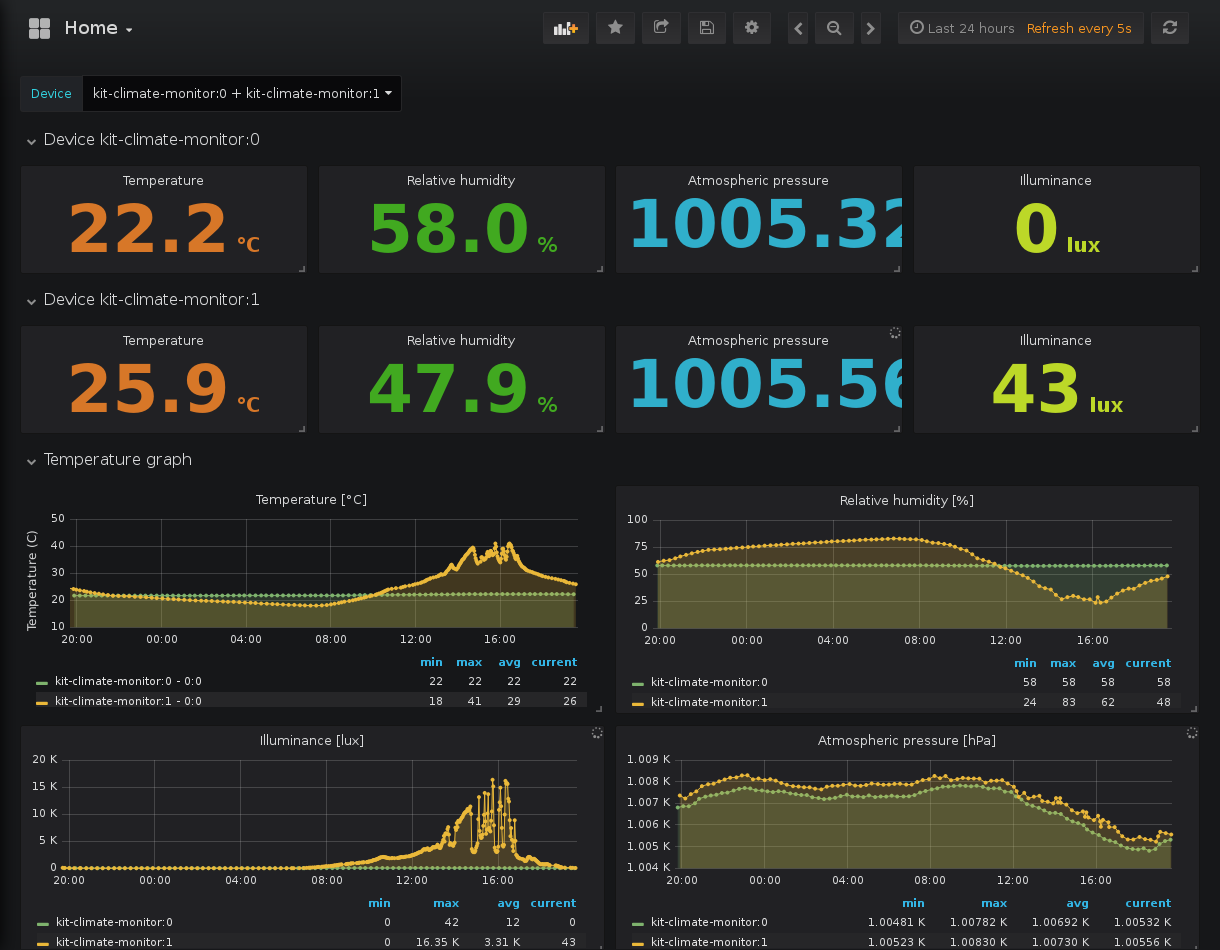 Home
Last 24 hours Refresh every 5s
Device kit-climate-monitor:0 + kit-climate-monitor:1
Device kit-climate-monitor:0
Temperature Relative humidity Atmospheric pressure Illuminance
22.2 °C 58.0 % 1005.32 0 lux
Device kit-climate-monitor:1
Temperature Relative humidity Atmospheric pressure Illuminance
25.9 °C 47.9 % 1005.56 43 lux
Temperature graph
Temperature [°C]
Temperature (C)
50
40
30
20
10
20:00 00:00 04:00 08:00 12:00 16:00
min max avg current
kit-climate-monitor:0 - 0:0 22 22 22 22
kit-climate-monitor:1 - 0:0 18 41 29 26
Relative humidity [%]
100
75
50
25
0
20:00 00:00 04:00 08:00 12:00 16:00
min max avg current
kit-climate-monitor:0 58 58 58 58
kit-climate-monitor:1 24 83 62 48
Illuminance [lux]
20 K
15 K
10 K
5 K
0
20:00 00:00 04:00 08:00 12:00 16:00
min max avg current
kit-climate-monitor:0 0 42 12 0
kit-climate-monitor:1 0 16.35 K 3.31 K 43
Atmospheric pressure [hPa]
1.009 K
1.008 K
1.007 K
1.006 K
1.005 K
1.004 K
20:00 00:00 04:00 08:00 12:00 16:00
min max avg current
kit-climate-monitor:0 1.00481 K 1.00782 K 1.00692 K 1.00532 K
kit-climate-monitor:1 1.00523 K 1.00830 K 1.00730 K 1.00556 K